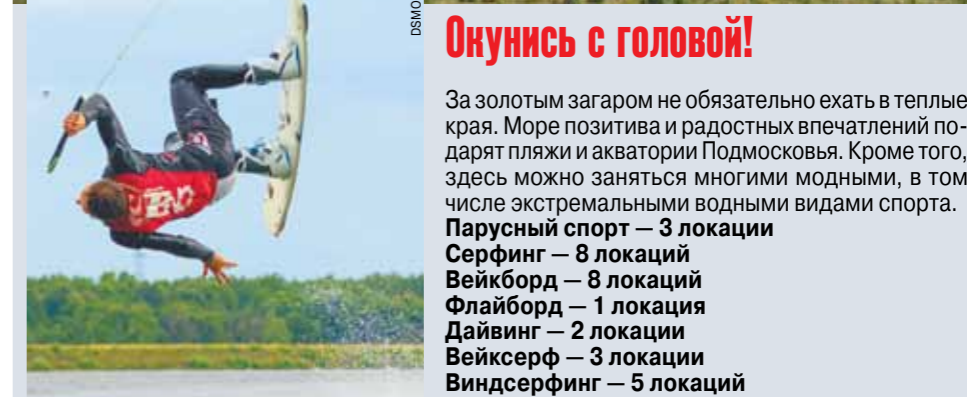 DSMO
Окунись с головой!
За золотым загаром не обязательно ехать в теплые
края. Море позитива и радостных впечатлений по-
дарят пляжи и акватории Подмосковья. Кроме того,
здесь можно заняться многими модными, в том
числе экстремальными водными видами спорта.
Парусный спорт — 3 локации
Серфинг — 8 локаций
Вейкборд — 8 локаций
Флайборд — 1 локация
Дайвинг — 2 локации
Вейксерф — 3 локации
Виндсерфинг — 5 локаций